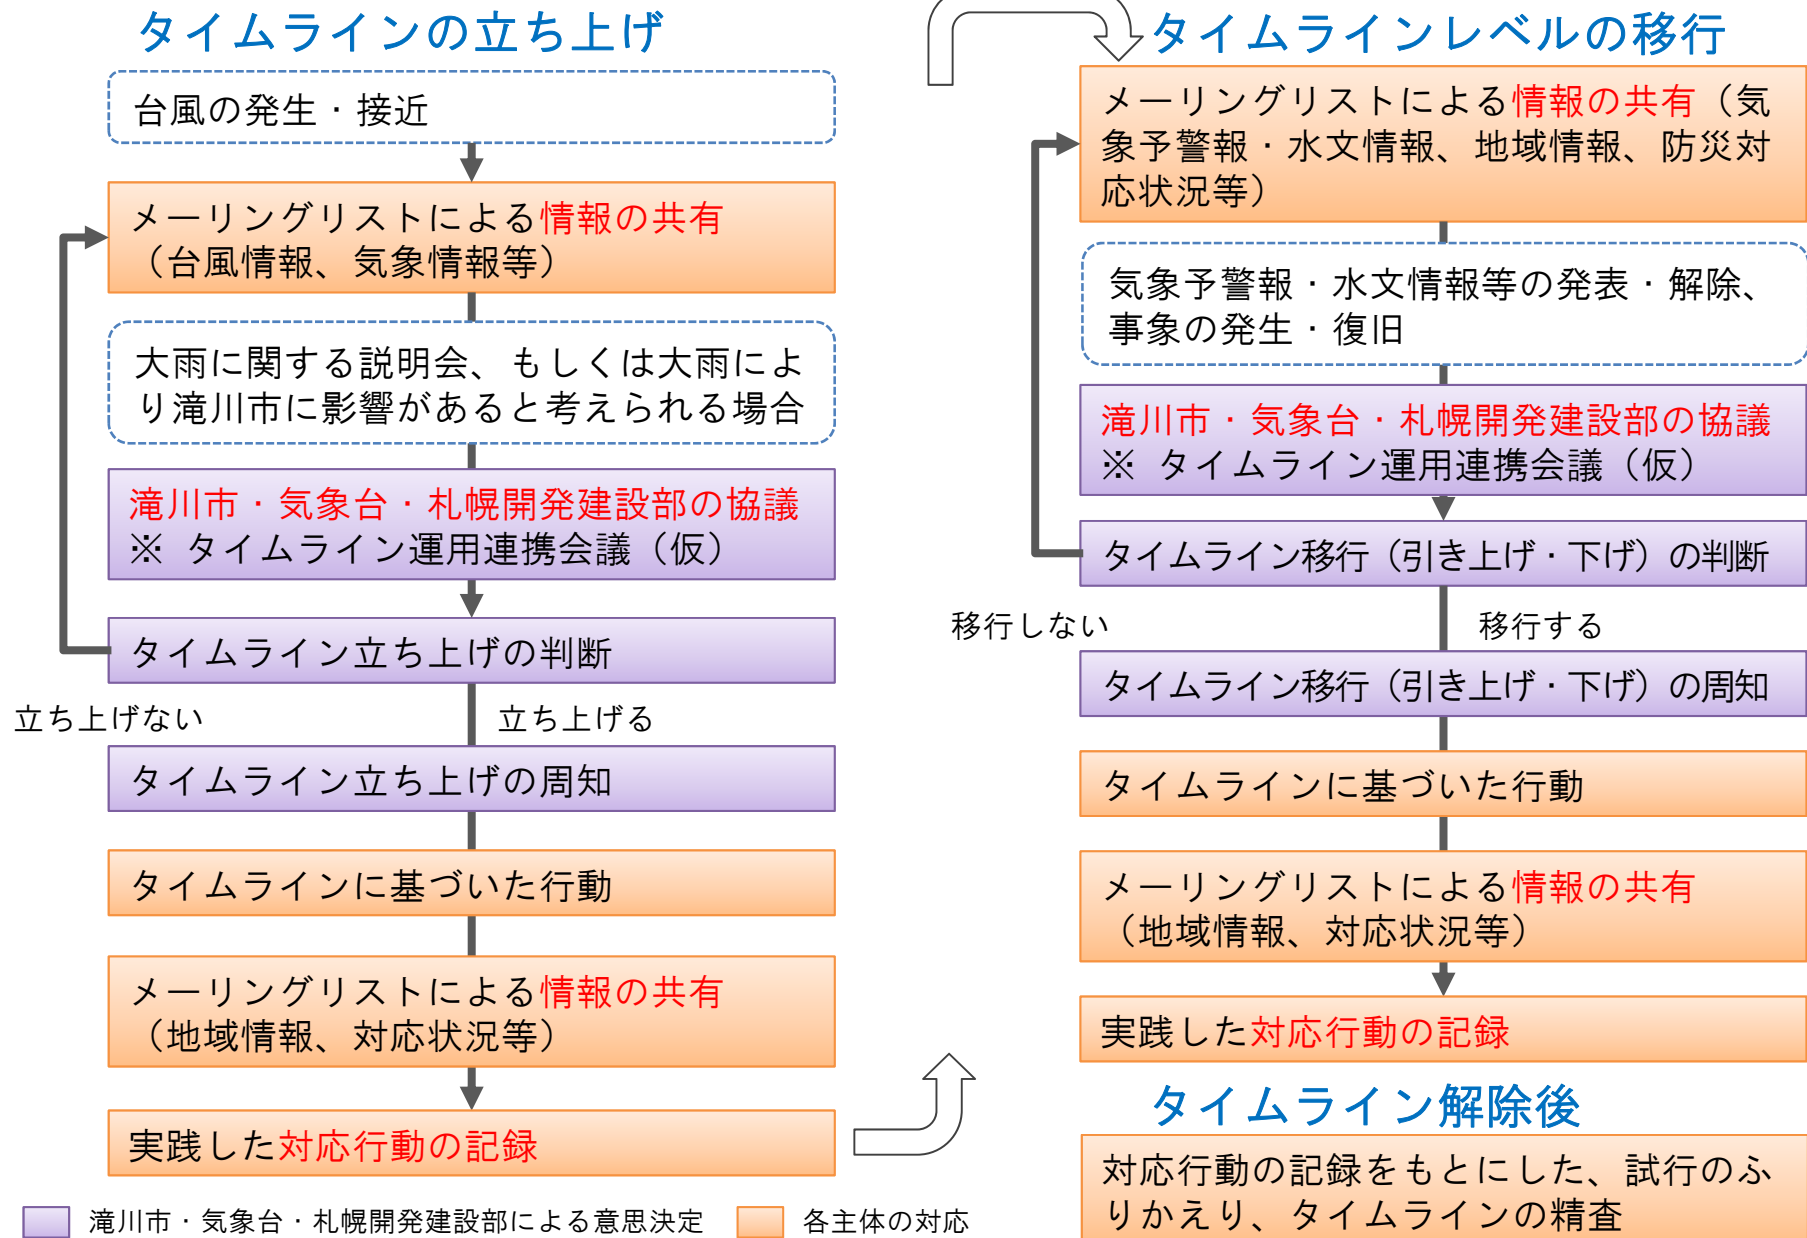 タイムラインの立ち上げ
台風の発生・接近
メーリングリストによる情報の共有
（台風情報、気象情報等）
大雨に関する説明会、もしくは大雨によ
り滝川市に影響があると考えられる場合
滝川市・気象台・札幌開発建設部の協議
※ タイムライン運用連携会議（仮）
タイムライン立ち上げの判断
立ち上げない
立ち上げる
タイムライン立ち上げの周知
タイムラインに基づいた行動
メーリングリストによる情報の共有
（地域情報、対応状況等）
実践した対応行動の記録
タイムラインレベルの移行
メーリングリストによる情報の共有（気
象予警報・水文情報、地域情報、防災対
応状況等）
気象予警報・水文情報等の発表・解除、
事象の発生・復旧
滝川市・気象台・札幌開発建設部の協議
※ タイムライン運用連携会議（仮）
タイムライン移行（引き上げ・下げ）の判断
移行しない
移行する
タイムライン移行（引き上げ・下げ）の周知
タイムラインに基づいた行動
メーリングリストによる情報の共有
（地域情報、対応状況等）
実践した対応行動の記録
タイムライン解除後
対応行動の記録をもとにした、試行のふ
りかえり、タイムラインの精査
滝川市・気象台・札幌開発建設部による意思決定
各主体の対応